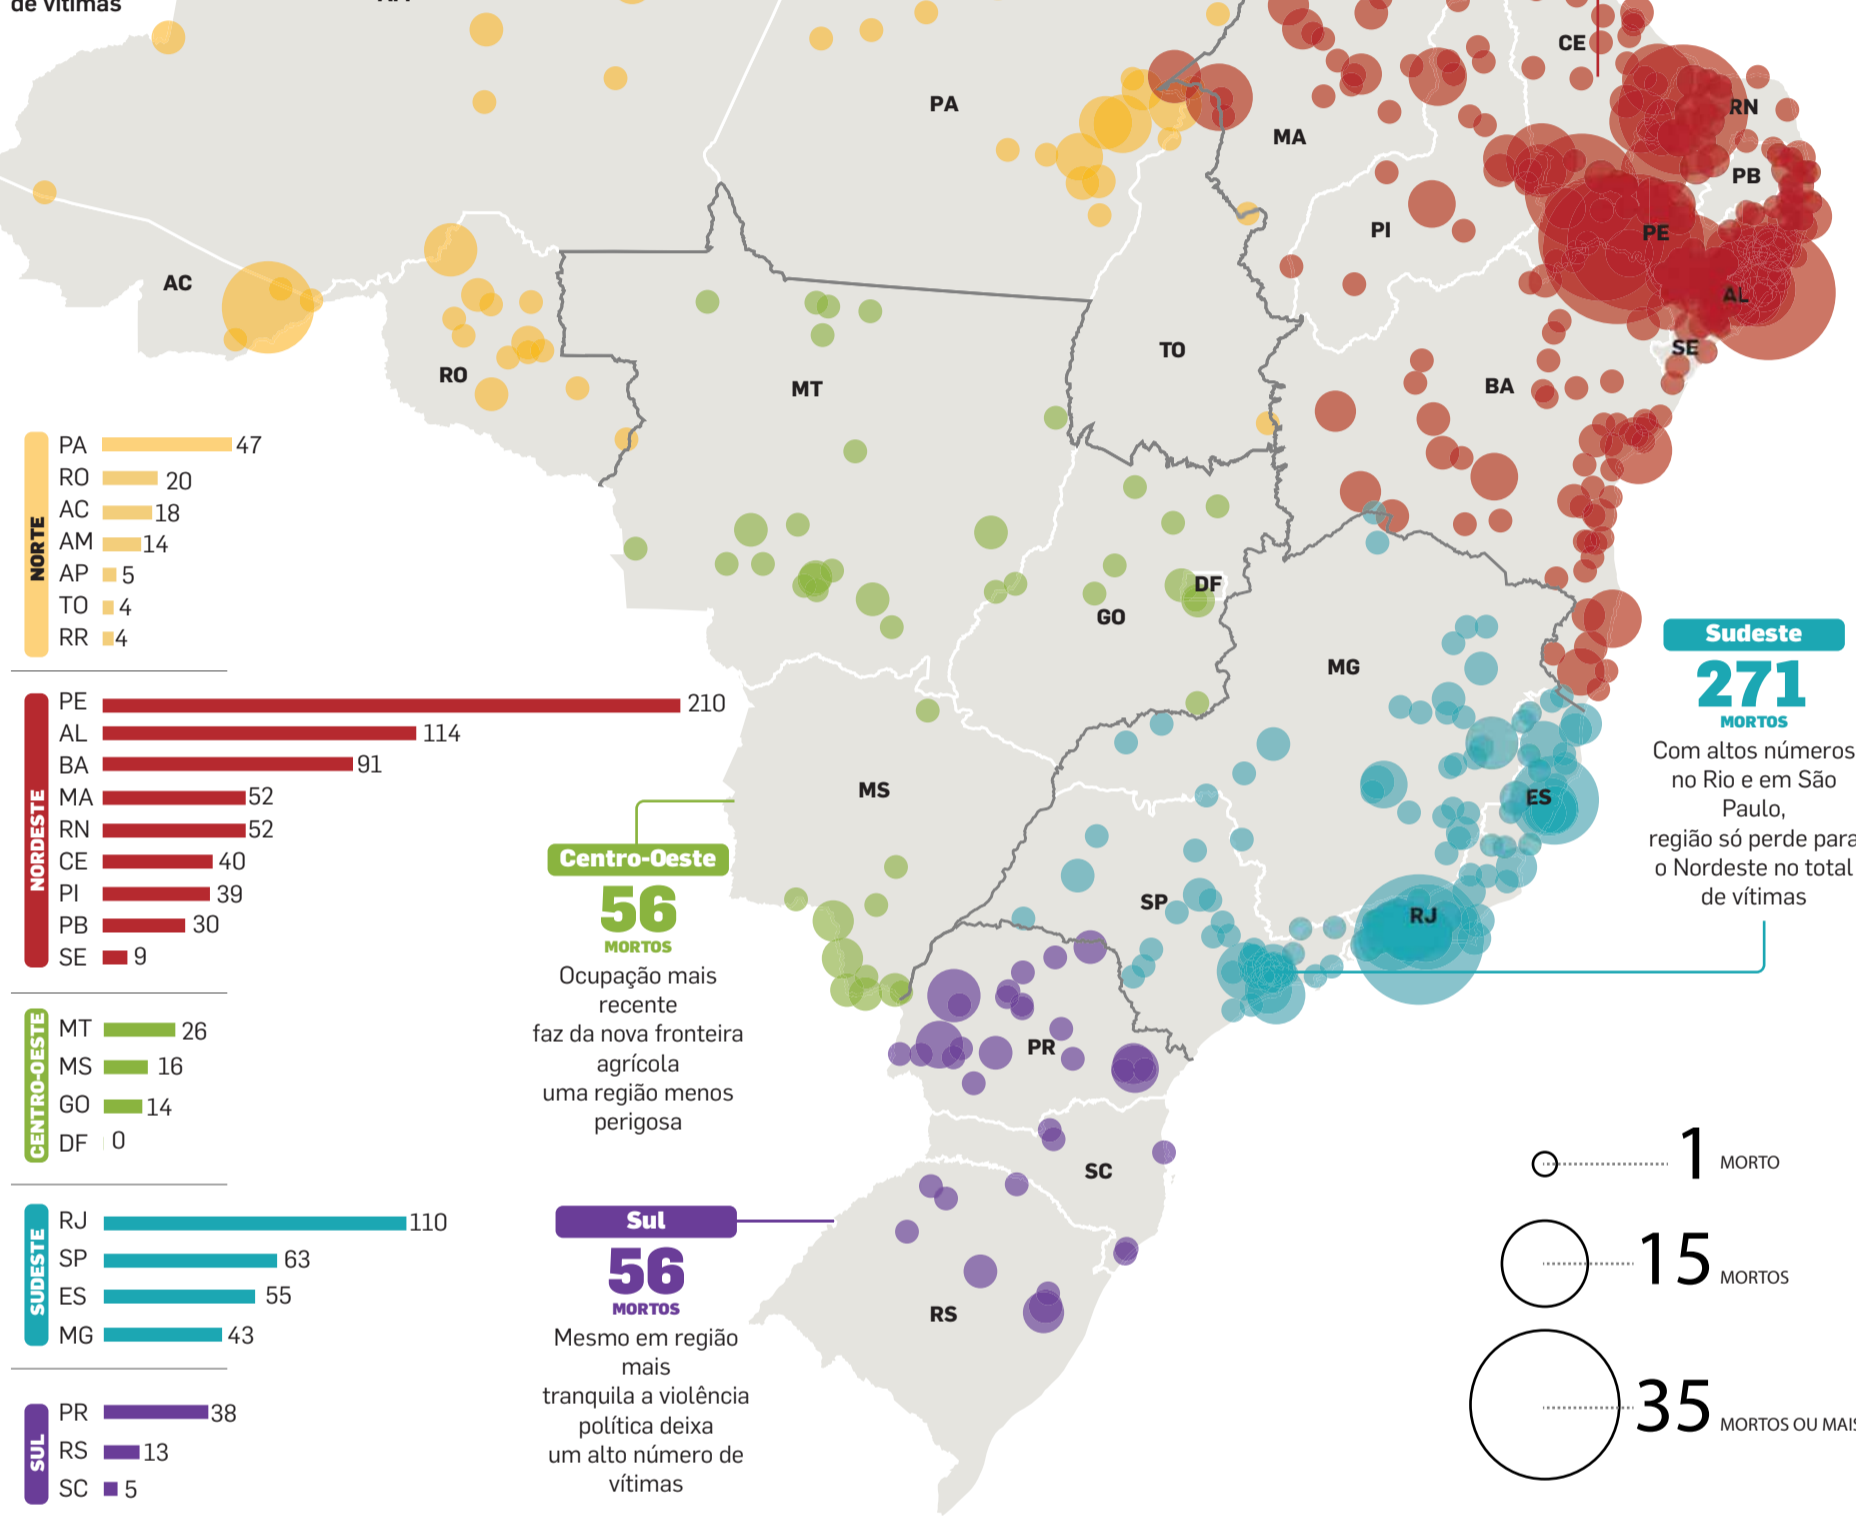 de vítimas
CE
PA
RN
MA
PB
PI
PE
AC
AL
SE
TO
RO
MT
BA
DF
GO
MG
MS
ES
SP
RJ
PR
SC
RS
NORTE
PA 47
RO 20
AC 18
AM 14
AP 5
TO 4
RR 4
NORDESTE
PE 210
AL 114
BA 91
MA 52
RN 52
CE 40
PI 39
PB 30
SE 9
CENTRO-OESTE
MT 26
MS 16
GO 14
DF 0
SUDESTE
RJ 110
SP 63
ES 55
MG 43
SUL
PR 38
RS 13
SC 5
Centro-Oeste
56
MORTOS
Ocupação mais
recente
faz da nova fronteira
agrícola
uma região menos
perigosa
Sul
56
MORTOS
Mesmo em região
mais
tranquila a violência
política deixa
um alto número de
vítimas
Sudeste
271
MORTOS
Com altos números
no Rio e em São
Paulo,
região só perde para
o Nordeste no total
de vítimas
1 MORTO
15 MORTOS
35 MORTOS OU MAIS